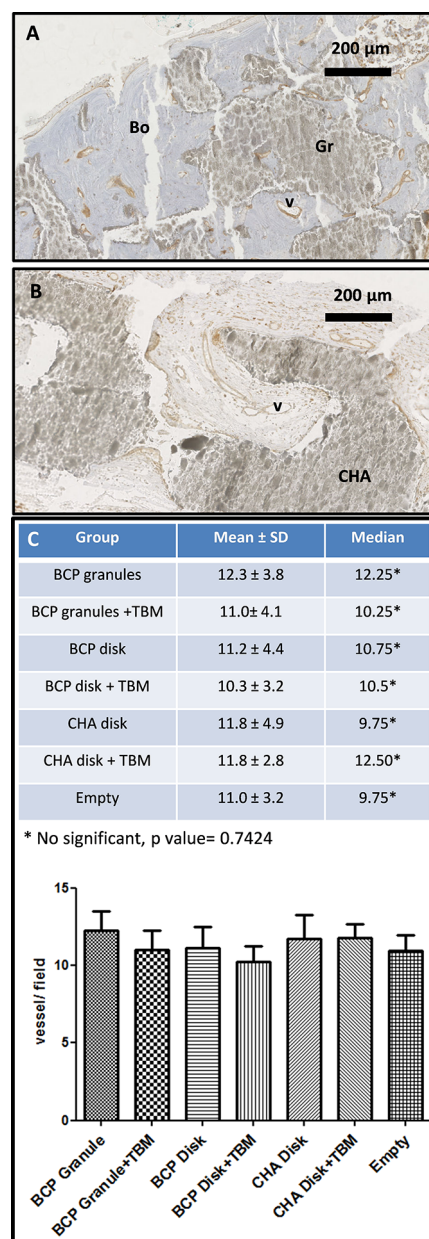 A
200 µm
Bo
Gr
v
B
200 µm
v
CHA
C Group Mean ± SD Median
BCP granules 12.3 ± 3.8 12.25*
BCP granules +TBM 11.0± 4.1 10.25*
BCP disk 11.2 ± 4.4 10.75*
BCP disk + TBM 10.3 ± 3.2 10.5*
CHA disk 11.8 ± 4.9 9.75*
CHA disk + TBM 11.8 ± 2.8 12.50*
Empty 11.0 ± 3.2 9.75*
* No significant, p value= 0.7424
15
10
5
0
vessel/ field
BCP Granule
BCP Granule+TBM
BCP Disk
BCP Disk+TBM
CHA Disk
CHA Disk+TBM
Empty